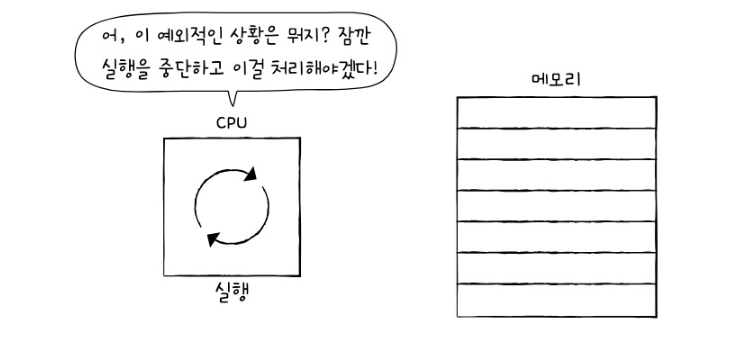 어, 이 예외적인 상황은 뭐지? 잠깐
실행을 중단하고 이걸 처리해야겠다!
메모리
CPU
실행